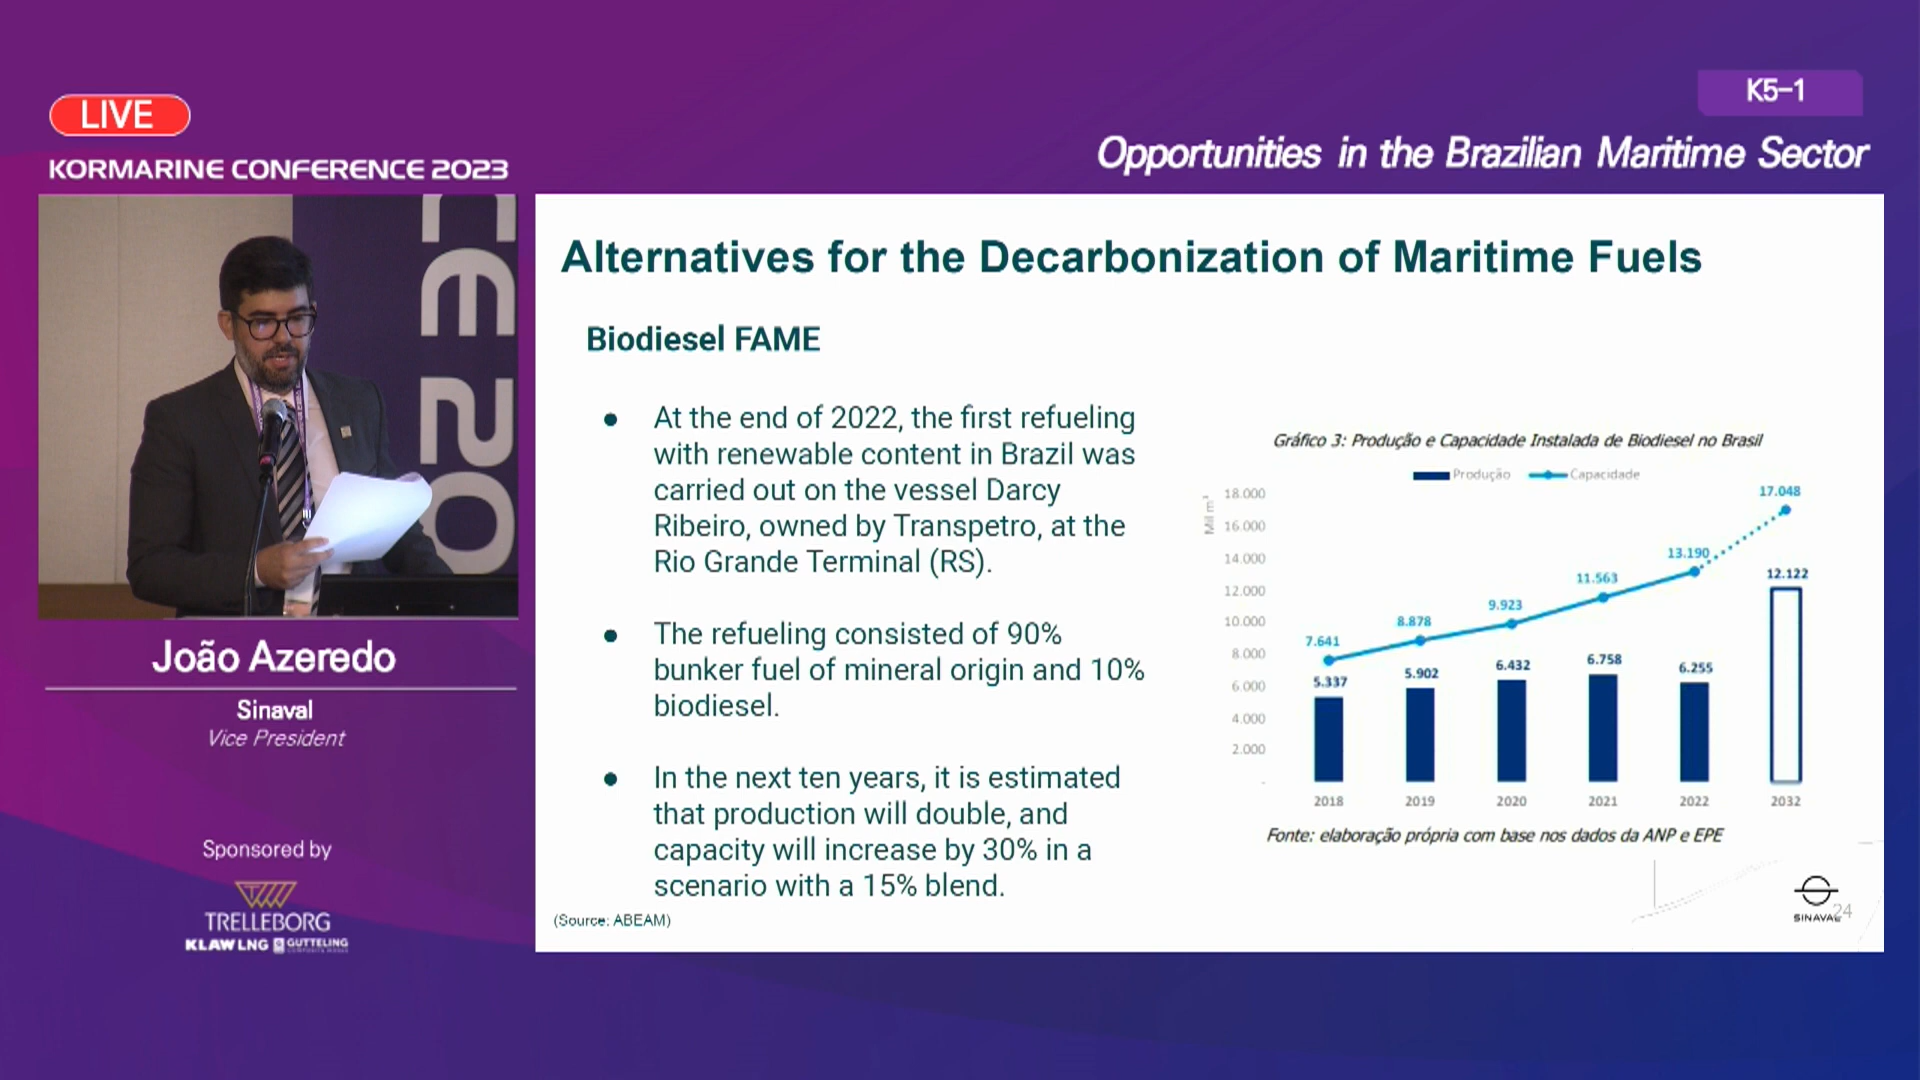 LIVE
KORMARINE CONFERENCE 2023
K5-1
Opportunities in the Brazilian Maritime Sector
CE 20
João Azeredo
Sinaval
Vice President
Sponsored by
TRELLEBORG
KLAW LNG GUTTELING
Alternatives for the Decarbonization of Maritime Fuels
Biodiesel FAME
● At the end of 2022, the first refueling
with renewable content in Brazil was
carried out on the vessel Darcy
Ribeiro, owned by Transpetro, at the
Rio Grande Terminal (RS).
● The refueling consisted of 90%
bunker fuel of mineral origin and 10%
biodiesel.
● In the next ten years, it is estimated
that production will double, and
capacity will increase by 30% in a
scenario with a 15% blend.
(Source: ABEAM)
Gráfico 3: Produção e Capacidade Instalada de Biodiesel no Brasil
Produção Capacidade
Mil m³
18.000
16.000
14.000
12.000
10.000
8.000
6.000
4.000
2.000
-
7.641 8.878 9.923 11.563 13.190 17.048
5.337 5.902 6.432 6.758 6.255 12.122
2018 2019 2020 2021 2022 2032
Fonte: elaboração própria com base nos dados da ANP e EPE
SINAVAL
24